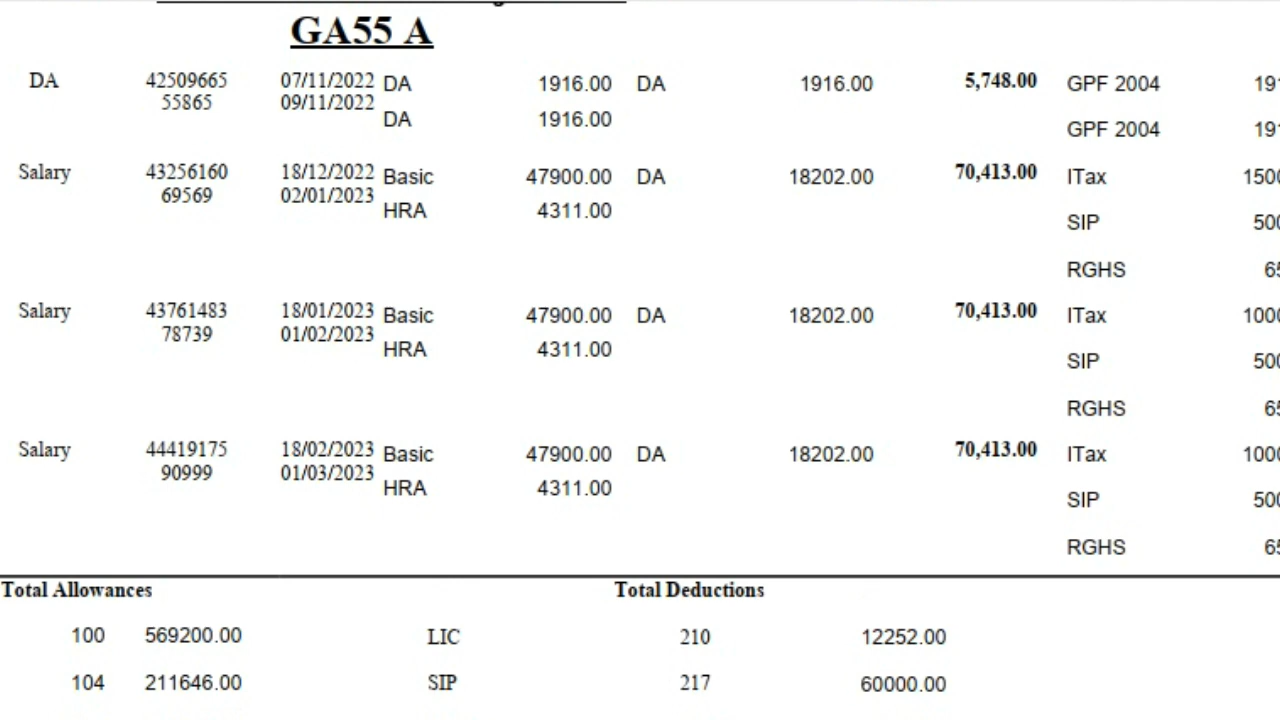 GA55 A
DA 42509665 07/11/2022 DA 1916.00 DA 1916.00 5,748.00 GPF 2004
55865 09/11/2022 DA 1916.00 GPF 2004
Salary 43256160 18/12/2022 Basic 47900.00 DA 18202.00 70,413.00 ITax
69569 02/01/2023 HRA 4311.00 SIP
RGHS
Salary 43761483 18/01/2023 Basic 47900.00 DA 18202.00 70,413.00 ITax
78739 01/02/2023 HRA 4311.00 SIP
RGHS
Salary 44419175 18/02/2023 Basic 47900.00 DA 18202.00 70,413.00 ITax
90999 01/03/2023 HRA 4311.00 SIP
RGHS
Total Allowances Total Deductions
100 569200.00 LIC 210 12252.00
104 211646.00 SIP 217 60000.00